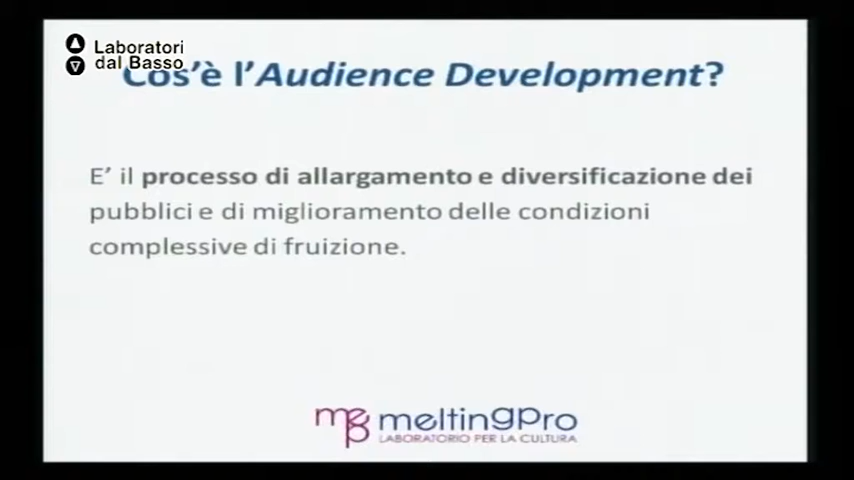 Laboratori
dal Basso
Cos'è l'Audience Development?
E' il processo di allargamento e diversificazione dei
pubblici e di miglioramento delle condizioni
complessive di fruizione.
mep meltingpro
LABORATORIO PER LA CULTURA